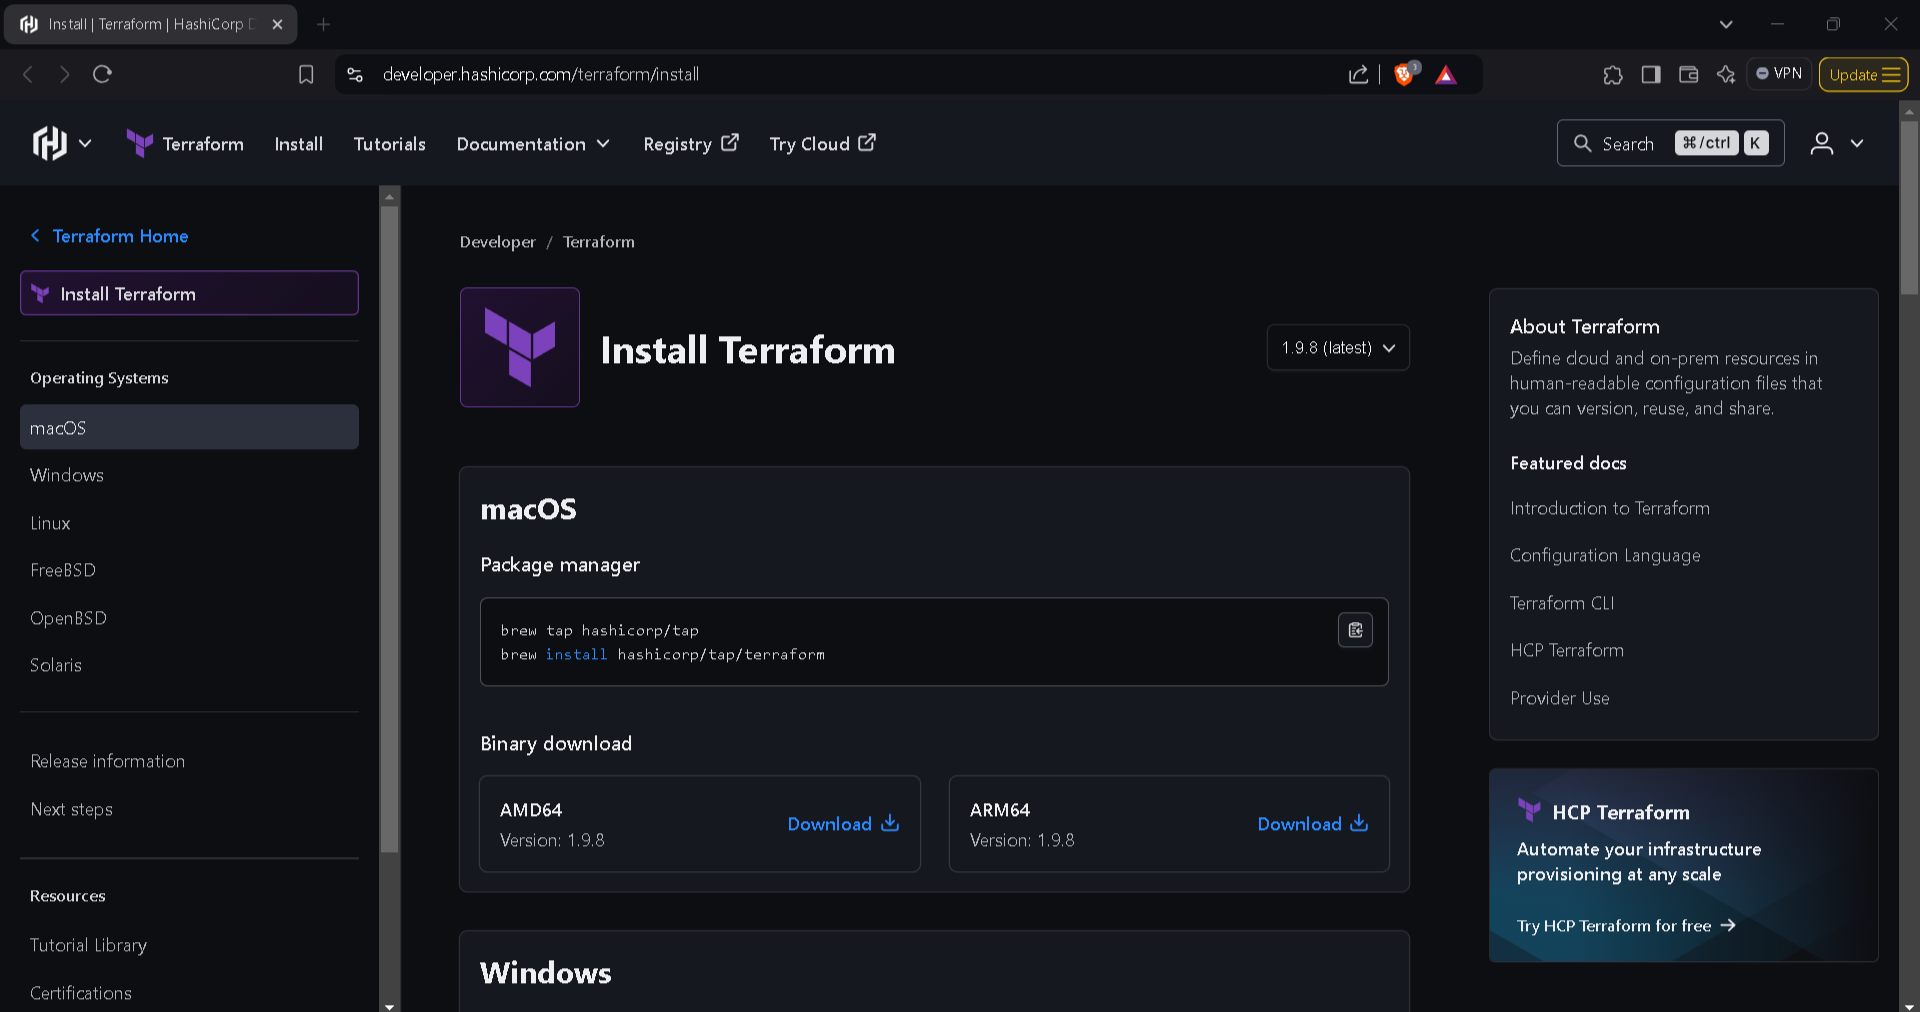 Install | Terraform | HashiCorp D
developer.hashicorp.com/terraform/install
3
VPN
Update
Terraform
Install
Tutorials
Documentation
Registry
Try Cloud
Search
⌘/ctrl
K
Terraform Home
Install Terraform
Operating Systems
macOS
Windows
Linux
FreeBSD
OpenBSD
Solaris
Release information
Next steps
Resources
Tutorial Library
Certifications
Developer / Terraform
Install Terraform
1.9.8 (latest)
macOS
Package manager
brew tap hashicorp/tap
brew install hashicorp/tap/terraform
Binary download
AMD64
Version: 1.9.8
Download
ARM64
Version: 1.9.8
Download
Windows
About Terraform
Define cloud and on-prem resources in
human-readable configuration files that
you can version, reuse, and share.
Featured docs
Introduction to Terraform
Configuration Language
Terraform CLI
HCP Terraform
Provider Use
HCP Terraform
Automate your infrastructure
provisioning at any scale
Try HCP Terraform for free